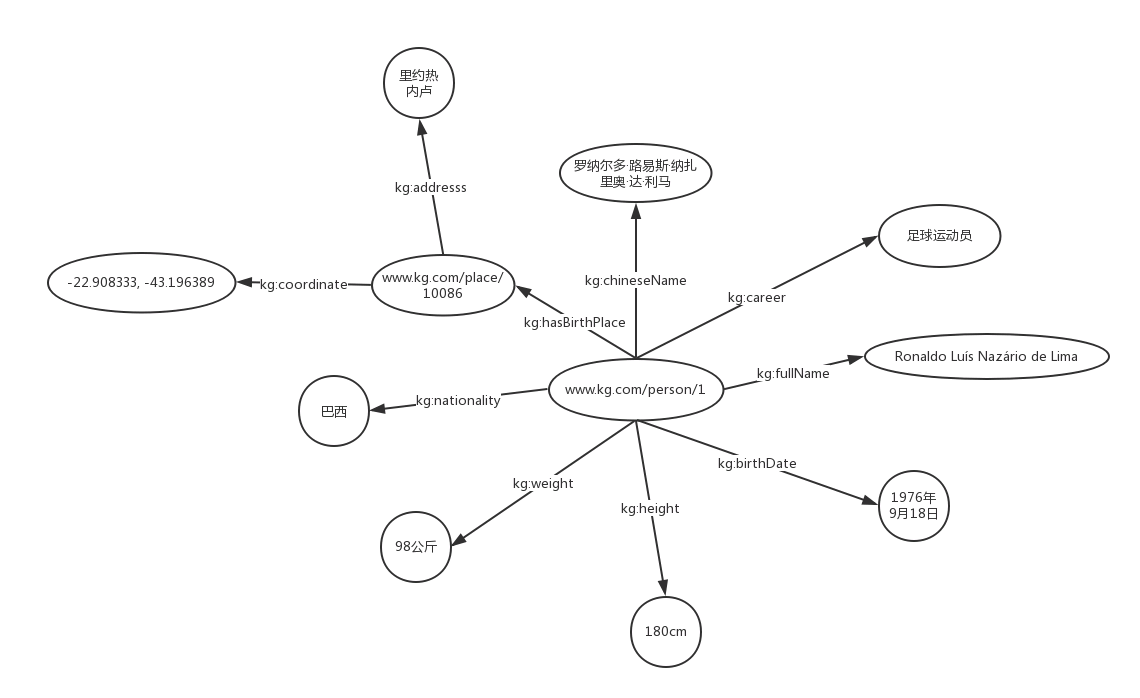 里约热
内卢
kg:addresss
罗纳尔多·路易斯·纳扎
里奥·达·利马
足球运动员
www.kg.com/place/
10086
-22.908333, -43.196389
kg:coordinate
kg:chineseName
kg:career
kg:hasBirthPlace
Ronaldo Luís Nazário de Lima
kg:fullName
www.kg.com/person/1
kg:nationality
巴西
kg:birthDate
kg:weight
1976年
9月18日
kg:height
98公斤
180cm